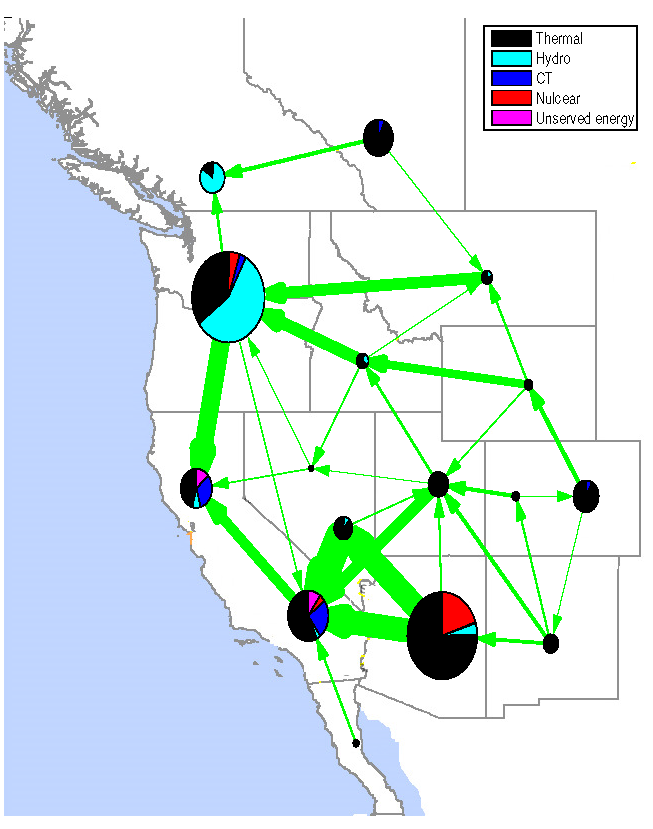 Thermal
Hydro
CT
Nulcear
Unserved energy